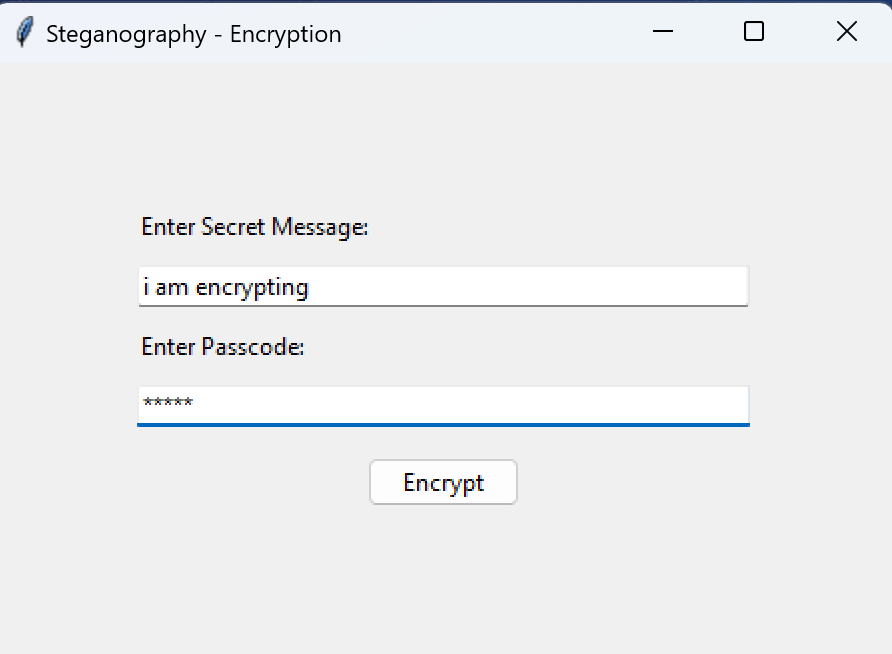 Steganography - Encryption
Enter Secret Message:
i am encrypting
Enter Passcode:
*****
Encrypt